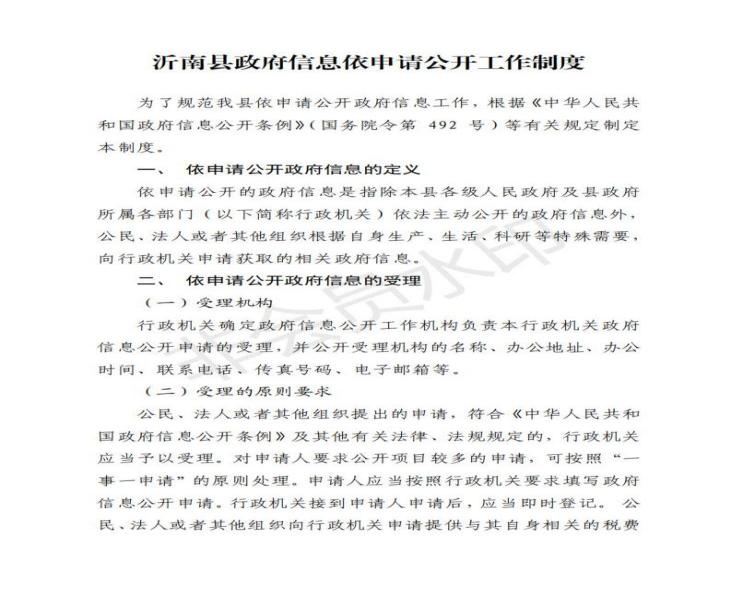 沂南县政府信息依申请公开工作制度
为了规范我县依申请公开政府信息工作，根据《中华人民共
和国政府信息公开条例》（国务院令第 492 号）等有关规定制定
本制度。
一、 依申请公开政府信息的定义
依申请公开的政府信息是指除本县各级人民政府及县政府
所属各部门（以下简称行政机关）依法主动公开的政府信息外，
公民、法人或者其他组织根据自身生产、生活、科研等特殊需要，
向行政机关申请获取的相关政府信息。
二、 依申请公开政府信息的受理
（一）受理机构
行政机关确定政府信息公开工作机构负责本行政机关政府
信息公开申请的受理，并公开受理机构的名称、办公地址、办公
时间、联系电话、传真号码、电子邮箱等。
（二）受理的原则要求
公民、法人或者其他组织提出的申请，符合《中华人民共和
国政府信息公开条例》及其他有关法律、法规规定的，行政机关
应当予以受理。对申请人要求公开项目较多的申请，可按照“一
事一申请”的原则处理。申请人应当按照行政机关要求填写政府
信息公开申请。行政机关接到申请人申请后，应当即时登记。 公
民、法人或者其他组织向行政机关申请提供与其自身相关的税费
非会员水印